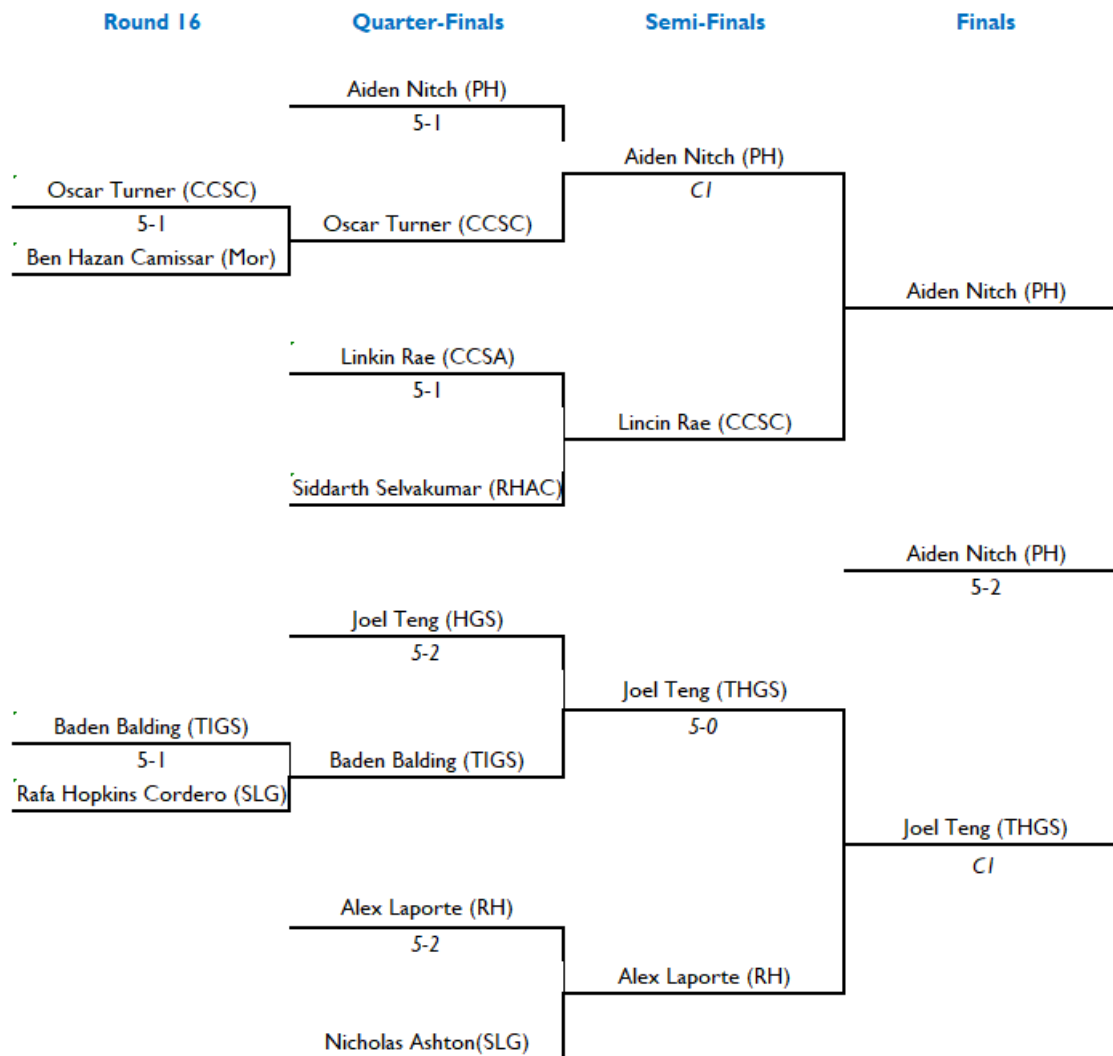 Round 16 Quarter-Finals Semi-Finals Finals
Aiden Nitch (PH)
5-1
Aiden Nitch (PH)
C1
Oscar Turner (CCSC)
5-1
Oscar Turner (CCSC)
Ben Hazan Camissar (Mor)
Aiden Nitch (PH)
Linkin Rae (CCSA)
5-1
Lincin Rae (CCSC)
Siddarth Selvakumar (RHAC)
Aiden Nitch (PH)
5-2
Joel Teng (HGS)
5-2
Joel Teng (THGS)
5-0
Baden Balding (TIGS)
5-1
Baden Balding (TIGS)
Rafa Hopkins Cordero (SLG)
Joel Teng (THGS)
C1
Alex Laporte (RH)
5-2
Alex Laporte (RH)
Nicholas Ashton(SLG)